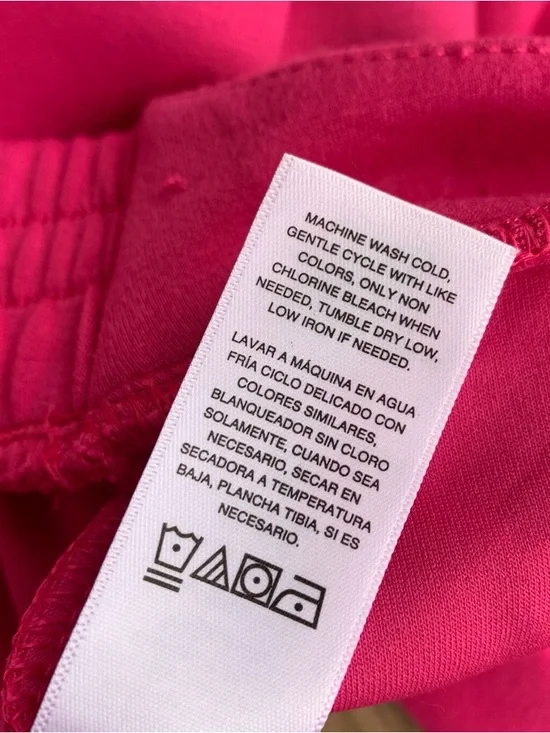 MACHINE WASH COLD,
GENTLE CYCLE WITH LIKE
COLORS, ONLY NON
CHLORINE BLEACH WHEN
NEEDED, TUMBLE DRY LOW,
LOW IRON IF NEEDED.
LAVAR A MÁQUINA EN AGUA
FRÍA CICLO DELICADO CON
COLORES SIMILARES,
BLANQUEADOR SIN CLORO
SOLAMENTE, CUANDO SEA
NECESARIO, SECAR EN
SECADORA A TEMPERATURA
BAJA, PLANCHA TIBIA, SI ES
NECESARIO.